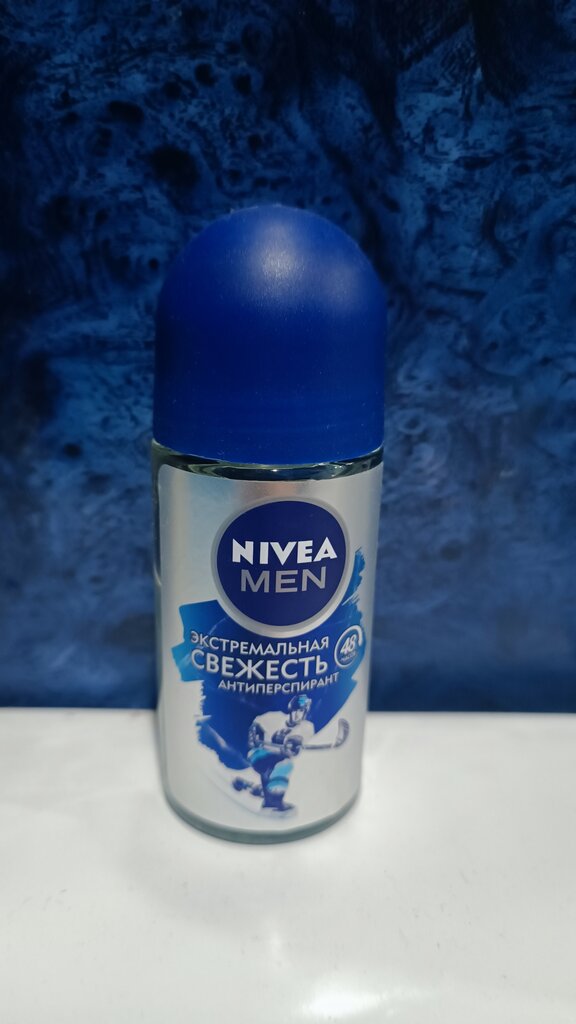 NIVEA
MEN
ЭКСТРЕМАЛЬНАЯ
СВЕЖЕСТЬ
АНТИПЕРСПИРАНТ
48